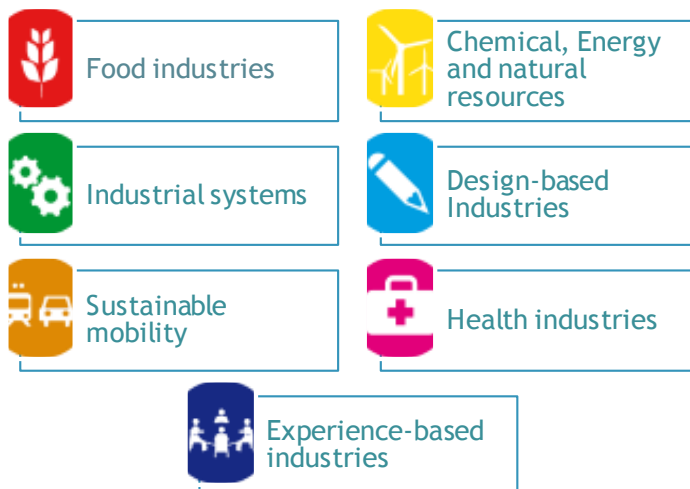 Food industries
Chemical, Energy
and natural
resources
Industrial systems
Design-based
Industries
Sustainable
mobility
Health industries
Experience-based
industries